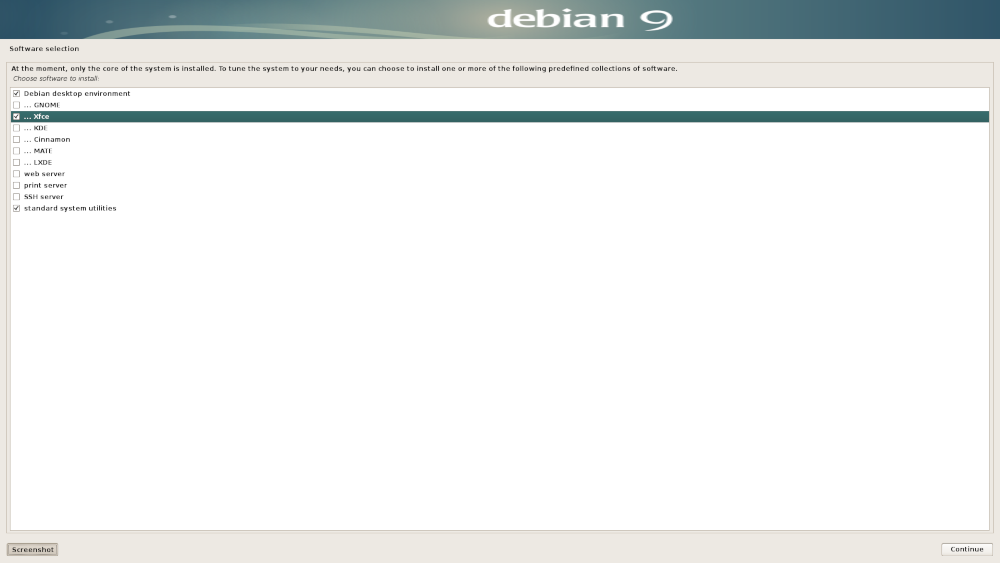 debian 9
Software selection
At the moment, only the core of the system is installed. To tune the system to your needs, you can choose to install one or more of the following predefined collections of software.
Choose software to install:
Debian desktop environment
... GNOME
... Xfce
... KDE
... Cinnamon
... MATE
... LXDE
web server
print server
SSH server
standard system utilities
Screenshot
Continue